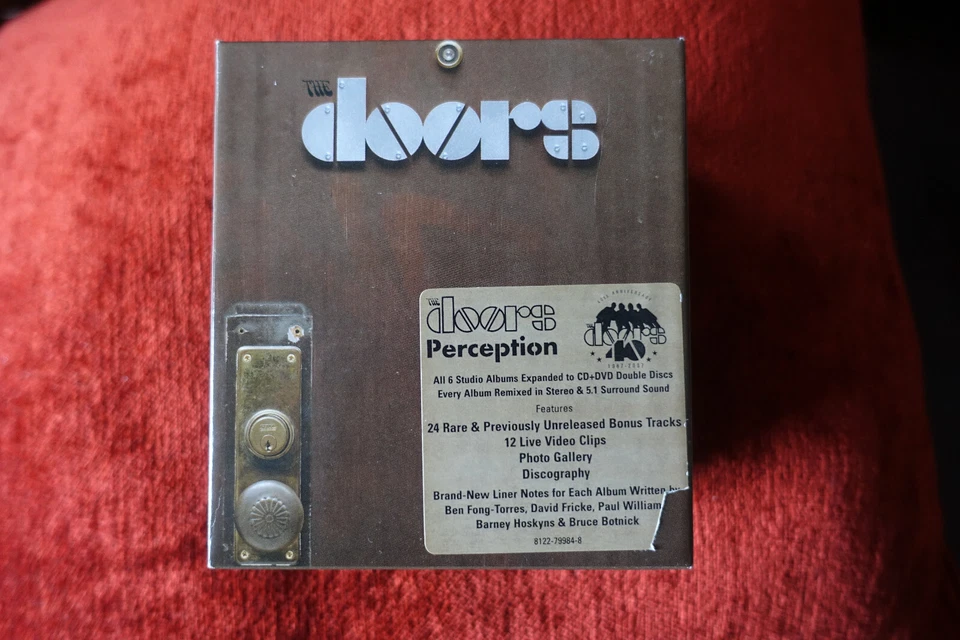 THE
doors
THE
doors
Perception
THE
doors
40
All 6 Studio Albums Expanded to CD+DVD Double Discs
Every Album Remixed in Stereo & 5.1 Surround Sound
Features
24 Rare & Previously Unreleased Bonus Tracks
12 Live Video Clips
Photo Gallery
Discography
Brand-New Liner Notes for Each Album Written by
Ben Fong-Torres, David Fricke, Paul William
Barney Hoskyns & Bruce Botnick
8122-79984-8